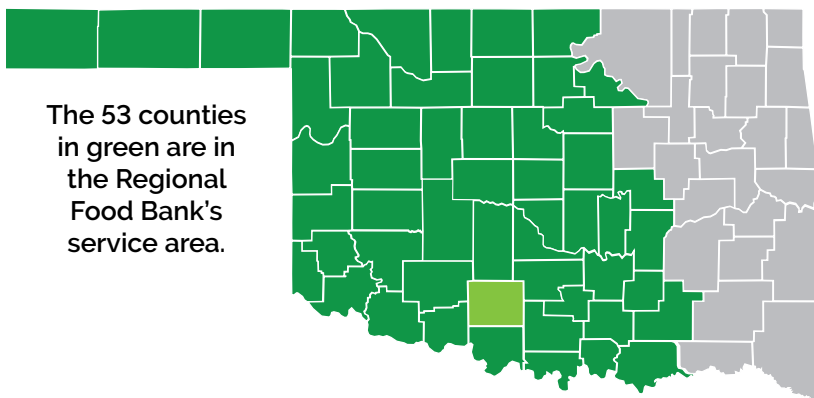 The 53 counties
in green are in
the Regional
Food Bank’s
service area.